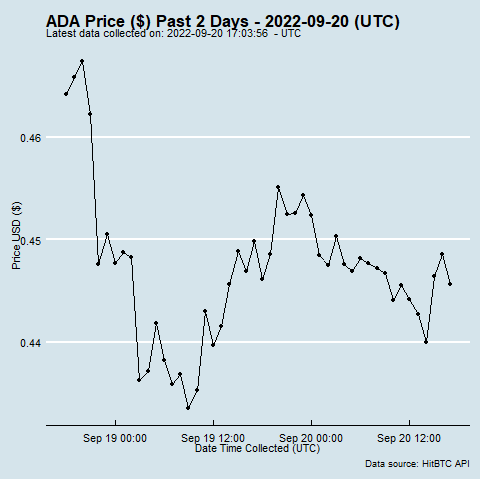 ADA Price ($) Past 2 Days - 2022-09-20 (UTC)
Latest data collected on: 2022-09-20 17:03:56 - UTC
0.46
0.45
0.44
Price USD ($)
Sep 19 00:00 Sep 19 12:00 Sep 20 00:00 Sep 20 12:00
Date Time Collected (UTC)
Data source: HitBTC API